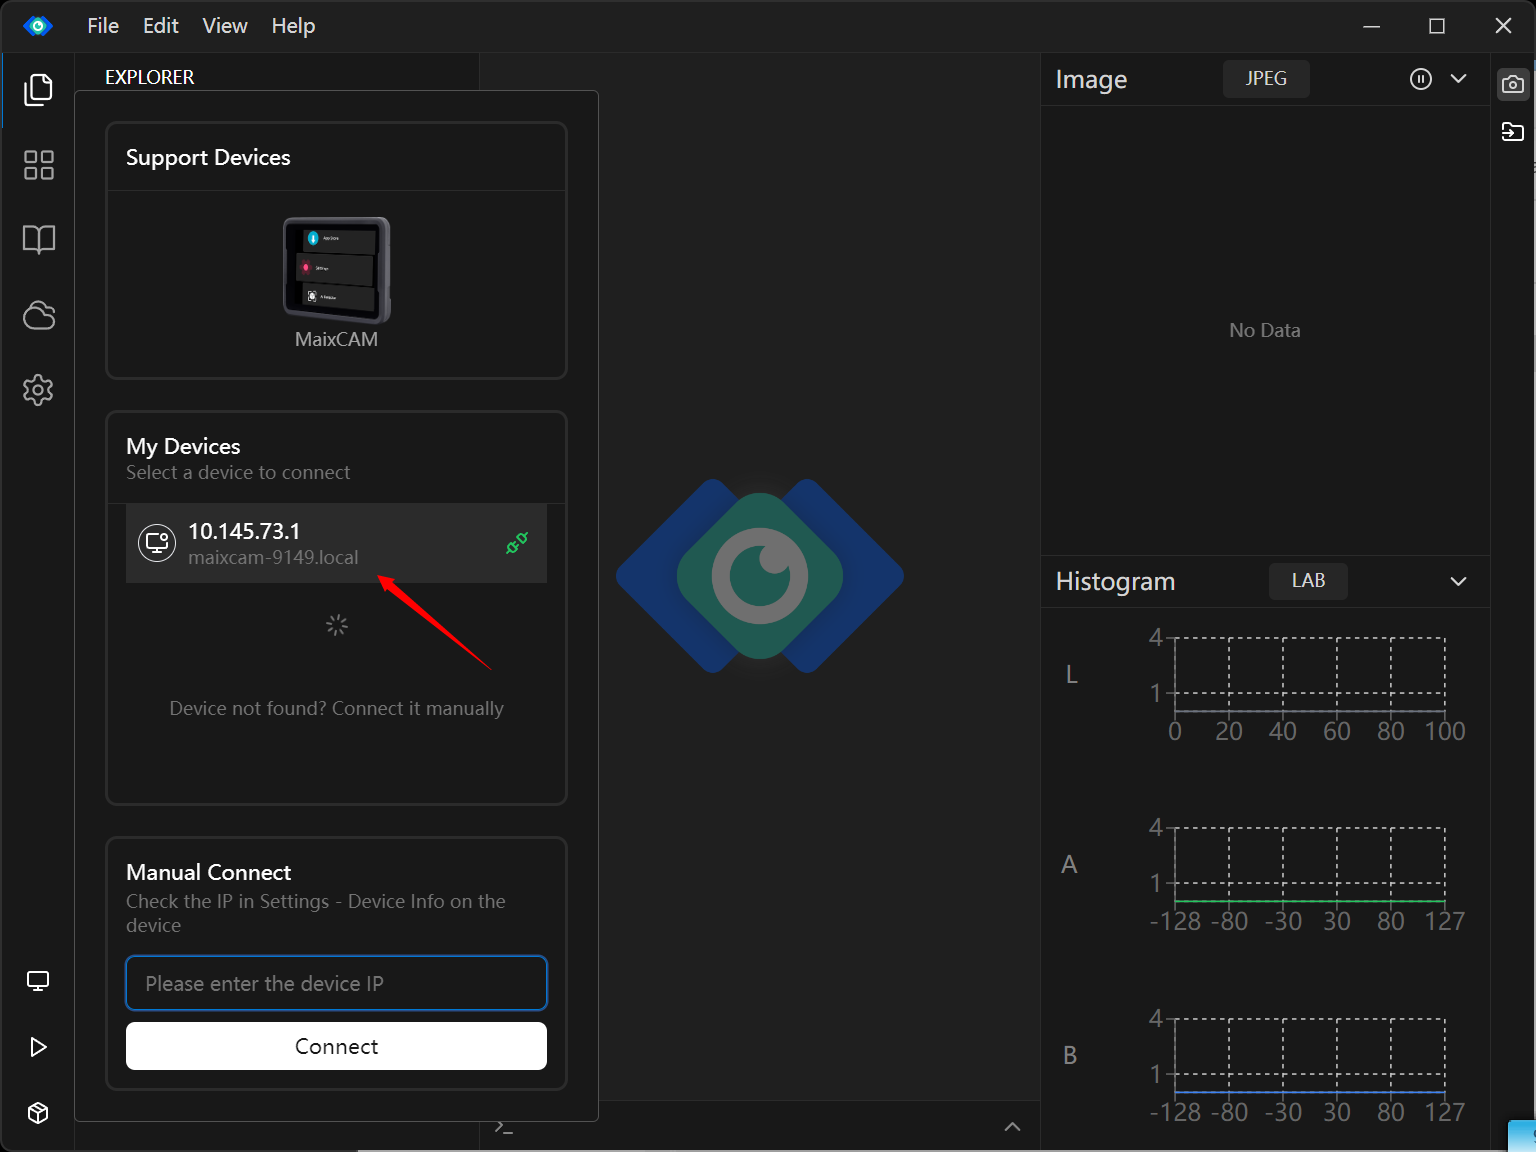 File Edit View Help
EXPLORER
Support Devices
App Store
Settings
MaixCAM
My Devices
Select a device to connect
10.145.73.1
maixcam-9149.local
Device not found? Connect it manually
Manual Connect
Check the IP in Settings - Device Info on the
device
Please enter the device IP
Connect
Image JPEG
No Data
Histogram LAB
L
4
1
0 20 40 60 80 100
A
4
1
-128 -80 -30 30 80 127
B
4
1
-128 -80 -30 30 80 127